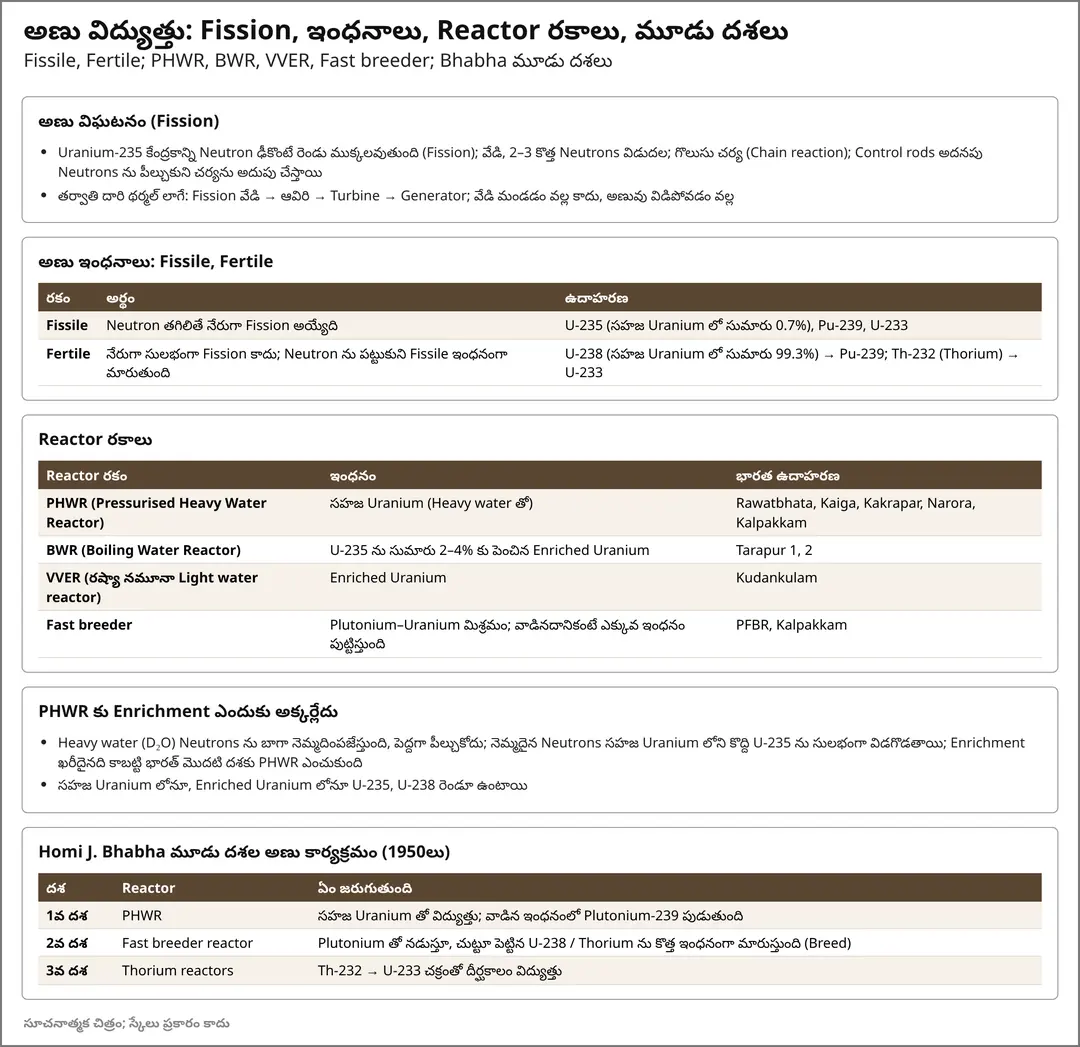 అణు విద్యుత్తు: Fission, ఇంధనాలు, Reactor రకాలు, మూడు దశలు
Fissile, Fertile; PHWR, BWR, VVER, Fast breeder; Bhabha మూడు దశలు
అణు విఘటనం (Fission)
• Uranium-235 కేంద్రకాన్ని Neutron ఢీకొంటే రెండు ముక్కలవుతుంది (Fission); వేడి, 2–3 కొత్త Neutrons విడుదల; గొలుసు చర్య (Chain reaction); Control rods అదనపు
Neutrons ను పీల్చుకుని చర్యను అదుపు చేస్తాయి
• తర్వాతి దారి థర్మల్ లాగే: Fission వేడి → ఆవిరి → Turbine → Generator; వేడి మండడం వల్ల కాదు, అణువు విడిపోవడం వల్ల
అణు ఇంధనాలు: Fissile, Fertile
రకం అర్థం ఉదాహరణ
Fissile Neutron తగిలితే నేరుగా Fission అయ్యేది U-235 (సహజ Uranium లో సుమారు 0.7%), Pu-239, U-233
Fertile నేరుగా సులభంగా Fission కాదు; Neutron ను పట్టుకుని Fissile ఇంధనంగా U-238 (సహజ Uranium లో సుమారు 99.3%) → Pu-239; Th-232 (Thorium) →
మారుతుంది U-233
Reactor రకాలు
Reactor రకం ఇంధనం భారత ఉదాహరణ
PHWR (Pressurised Heavy Water సహజ Uranium (Heavy water తో) Rawatbhata, Kaiga, Kakrapar, Narora,
Reactor) Kalpakkam
BWR (Boiling Water Reactor) U-235 ను సుమారు 2–4% కు పెంచిన Enriched Uranium Tarapur 1, 2
VVER (రష్యా నమూనా Light water Enriched Uranium Kudankulam
reactor)
Fast breeder Plutonium–Uranium మిశ్రమం; వాడినదానికంటే ఎక్కువ ఇంధనం PFBR, Kalpakkam
పుట్టిస్తుంది
PHWR కు Enrichment ఎందుకు అక్కర్లేదు
• Heavy water (D₂O) Neutrons ను బాగా నెమ్మదింపజేస్తుంది, పెద్దగా పీల్చుకోదు; నెమ్మదైన Neutrons సహజ Uranium లోని కొద్ది U-235 ను సులభంగా విడగొడతాయి; Enrichment
ఖరీదైనది కాబట్టి భారత్ మొదటి దశకు PHWR ఎంచుకుంది
• సహజ Uranium లోనూ, Enriched Uranium లోనూ U-235, U-238 రెండూ ఉంటాయి
Homi J. Bhabha మూడు దశల అణు కార్యక్రమం (1950లు)
దశ Reactor ఏం జరుగుతుంది
1వ దశ PHWR సహజ Uranium తో విద్యుత్తు; వాడిన ఇంధనంలో Plutonium-239 పుడుతుంది
2వ దశ Fast breeder reactor Plutonium తో నడుస్తూ, చుట్టూ పెట్టిన U-238 / Thorium ను కొత్త ఇంధనంగా మారుస్తుంది (Breed)
3వ దశ Thorium reactors Th-232 → U-233 చక్రంతో దీర్ఘకాలం విద్యుత్తు
సూచనాత్మక చిత్రం; స్కేలు ప్రకారం కాదు